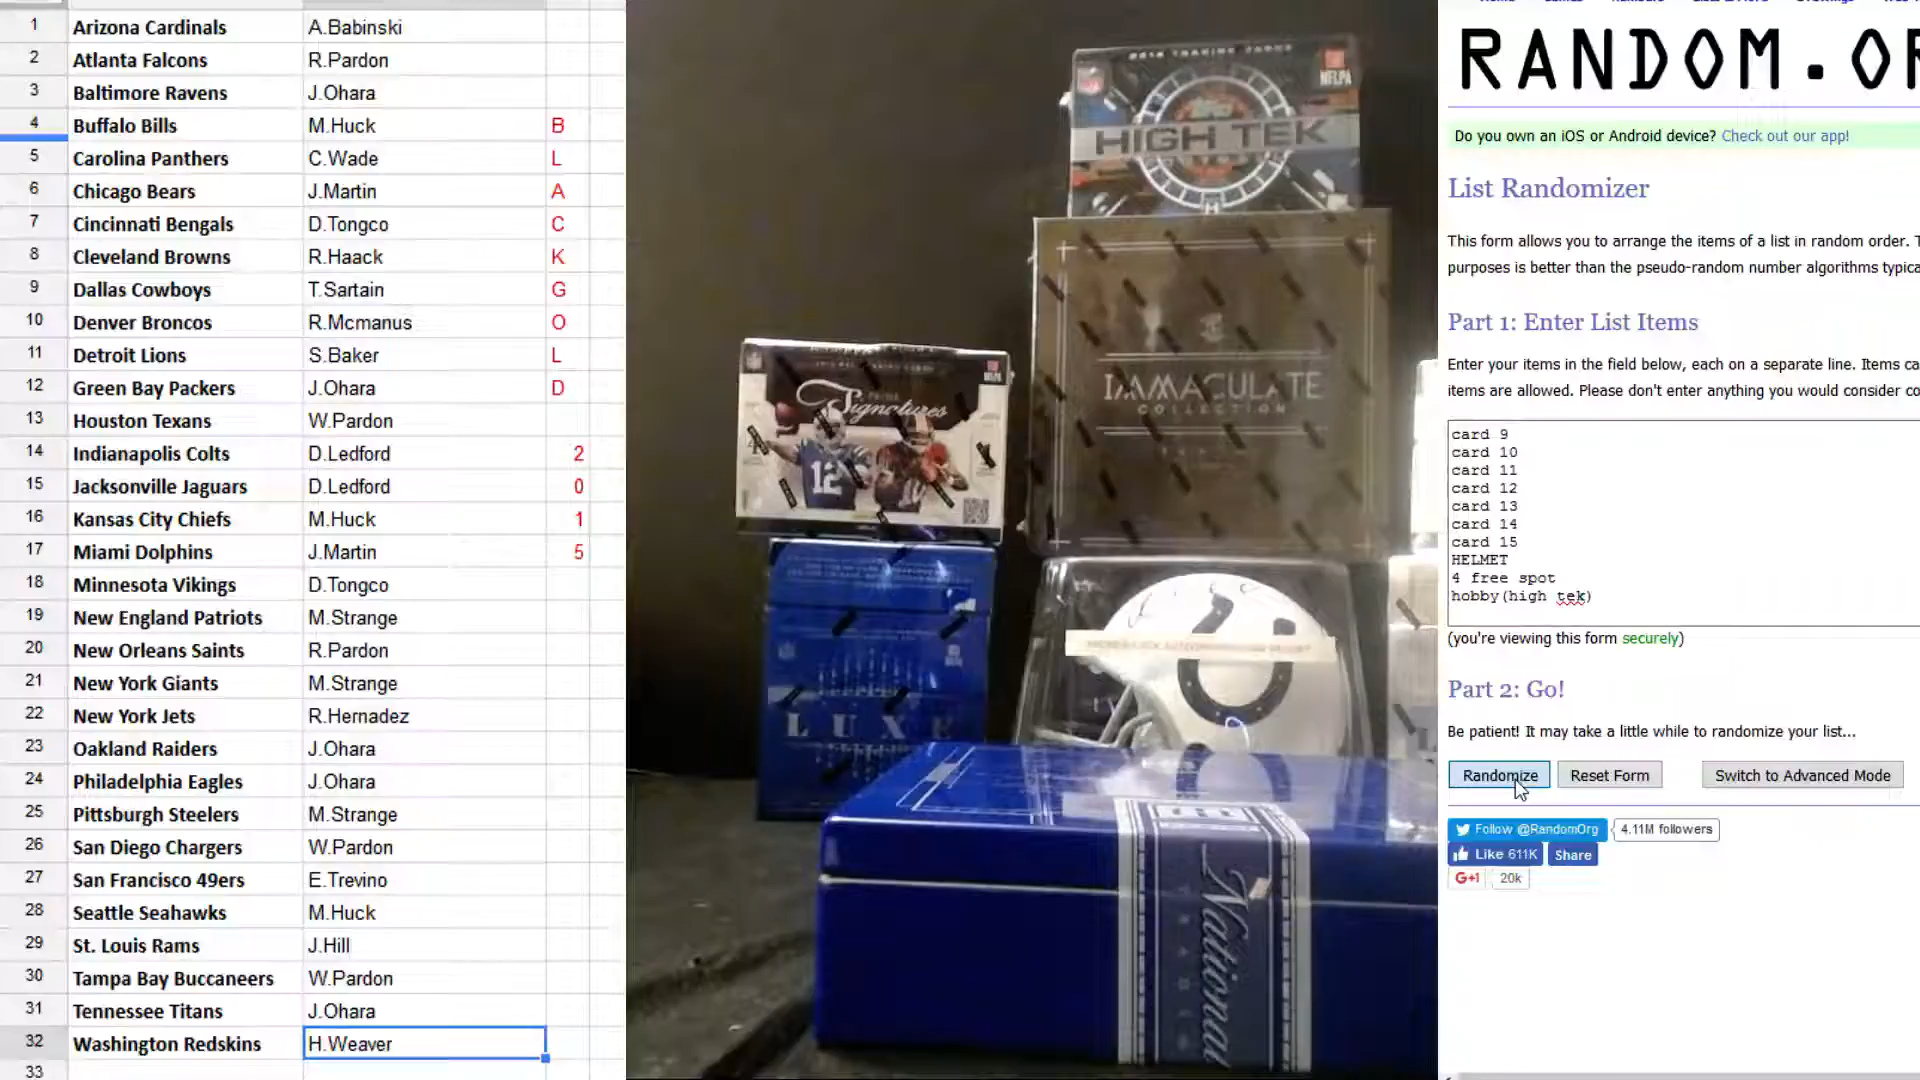 1 Arizona Cardinals A.Babinski
2 Atlanta Falcons R.Pardon
3 Baltimore Ravens J.Ohara
4 Buffalo Bills M.Huck B
5 Carolina Panthers C.Wade L
6 Chicago Bears J.Martin A
7 Cincinnati Bengals D.Tongco C
8 Cleveland Browns R.Haack K
9 Dallas Cowboys T.Sartain G
10 Denver Broncos R.Mcmanus O
11 Detroit Lions S.Baker L
12 Green Bay Packers J.Ohara D
13 Houston Texans W.Pardon
14 Indianapolis Colts D.Ledford 2
15 Jacksonville Jaguars D.Ledford 0
16 Kansas City Chiefs M.Huck 1
17 Miami Dolphins J.Martin 5
18 Minnesota Vikings D.Tongco
19 New England Patriots M.Strange
20 New Orleans Saints R.Pardon
21 New York Giants M.Strange
22 New York Jets R.Hernadez
23 Oakland Raiders J.Ohara
24 Philadelphia Eagles J.Ohara
25 Pittsburgh Steelers M.Strange
26 San Diego Chargers W.Pardon
27 San Francisco 49ers E.Trevino
28 Seattle Seahawks M.Huck
29 St. Louis Rams J.Hill
30 Tampa Bay Buccaneers W.Pardon
31 Tennessee Titans J.Ohara
32 Washington Redskins H.Weaver
33
NFLPA
HIGH TEK
IMMACULATE
COLLECTION
Signatures
12
10
LUXE
National
RANDOM.OR
Do you own an iOS or Android device? Check out our app!
List Randomizer
This form allows you to arrange the items of a list in random order. T
purposes is better than the pseudo-random number algorithms typica
Part 1: Enter List Items
Enter your items in the field below, each on a separate line. Items ca
items are allowed. Please don't enter anything you would consider co
card 9
card 10
card 11
card 12
card 13
card 14
card 15
HELMET
4 free spot
hobby(high tek)
(you're viewing this form securely)
Part 2: Go!
Be patient! It may take a little while to randomize your list...
Randomize Reset Form Switch to Advanced Mode
Follow @RandomOrg 4.11M followers
Like 611K Share
G+1 20k